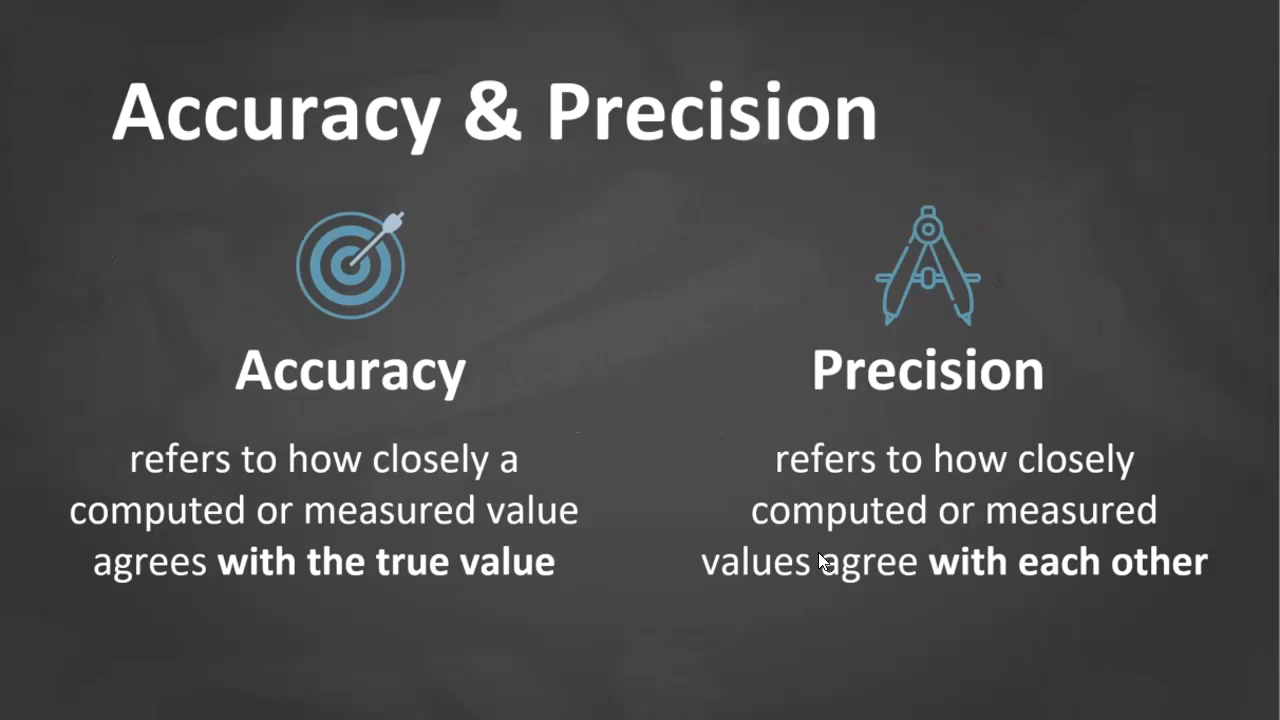 Accuracy & Precision
Accuracy
refers to how closely a
computed or measured value
agrees with the true value
Precision
refers to how closely
computed or measured
values agree with each other